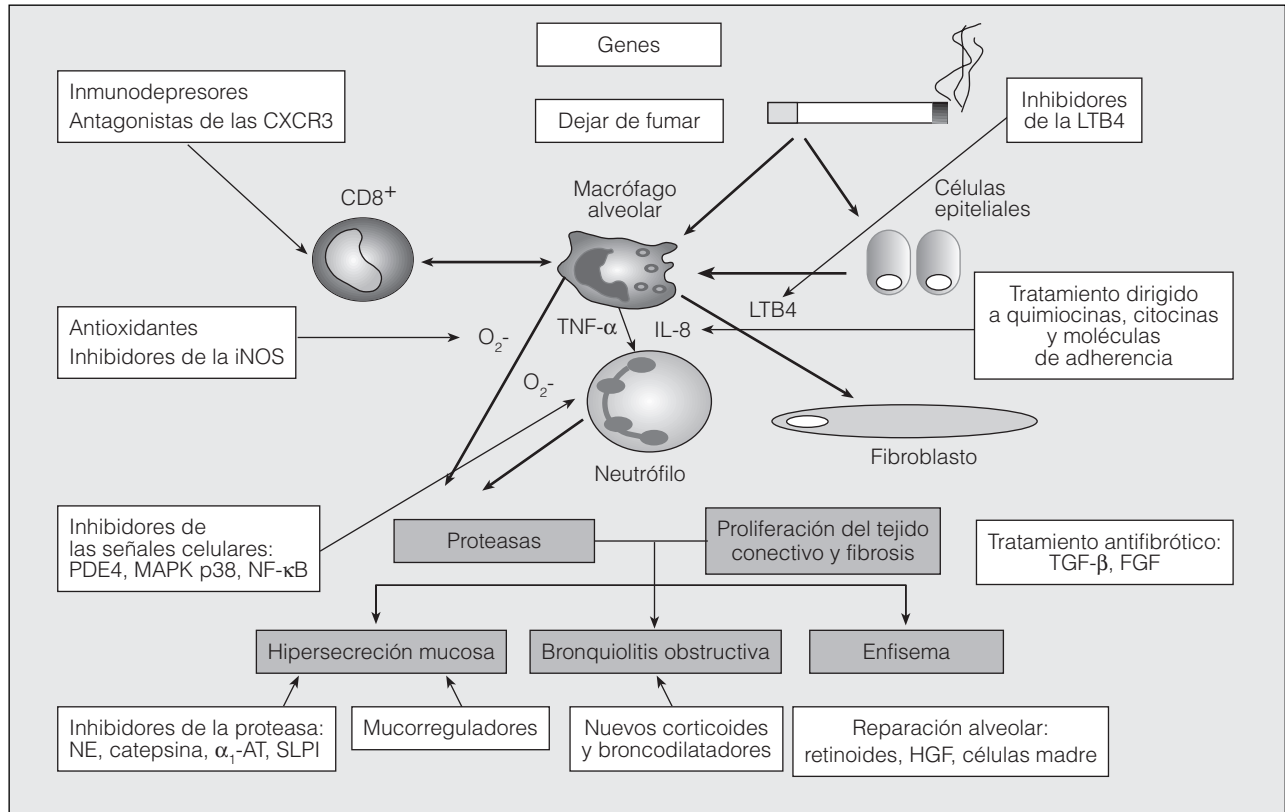 Genes
Inmunodepresores
Antagonistas de las CXCR3
Dejar de fumar
Inhibidores
de la LTB4
CD8+
Macrófago
alveolar
Células
epiteliales
Antioxidantes
Inhibidores de la iNOS
O2-
TNF-α
IL-8
LTB4
Tratamiento dirigido
a quimiocinas, citocinas
y moléculas
de adherencia
O2-
Neutrófilo
Fibroblasto
Inhibidores de
las señales celulares:
PDE4, MAPK p38, NF-κB
Proteasas
Proliferación del tejido
conectivo y fibrosis
Tratamiento antifibrótico:
TGF-β, FGF
Hipersecreción mucosa
Bronquiolitis obstructiva
Enfisema
Inhibidores de la proteasa:
NE, catepsina, α1-AT, SLPI
Mucorreguladores
Nuevos corticoides
y broncodilatadores
Reparación alveolar:
retinoides, HGF, células madre